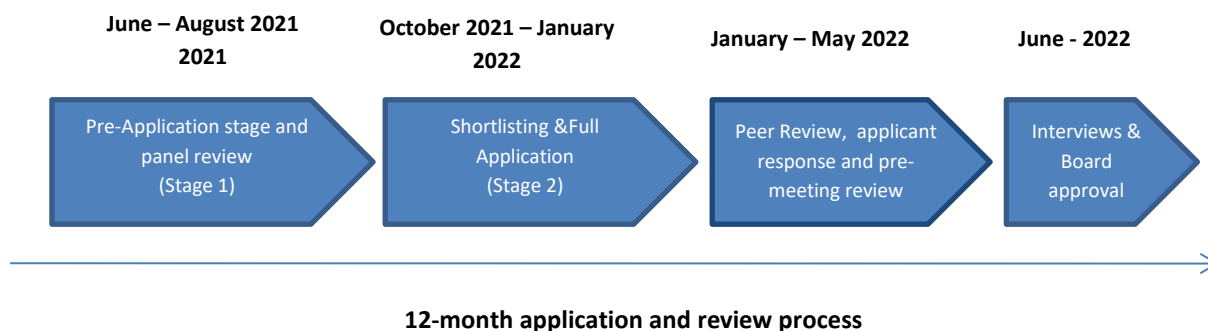 June – August 2021
2021
October 2021 – January
2022
January – May 2022
June - 2022
Pre-Application stage and
panel review
(Stage 1)
Shortlisting &Full
Application
(Stage 2)
Peer Review,  applicant
response and pre-
meeting review
Interviews &
Board
approval
12-month application and review process